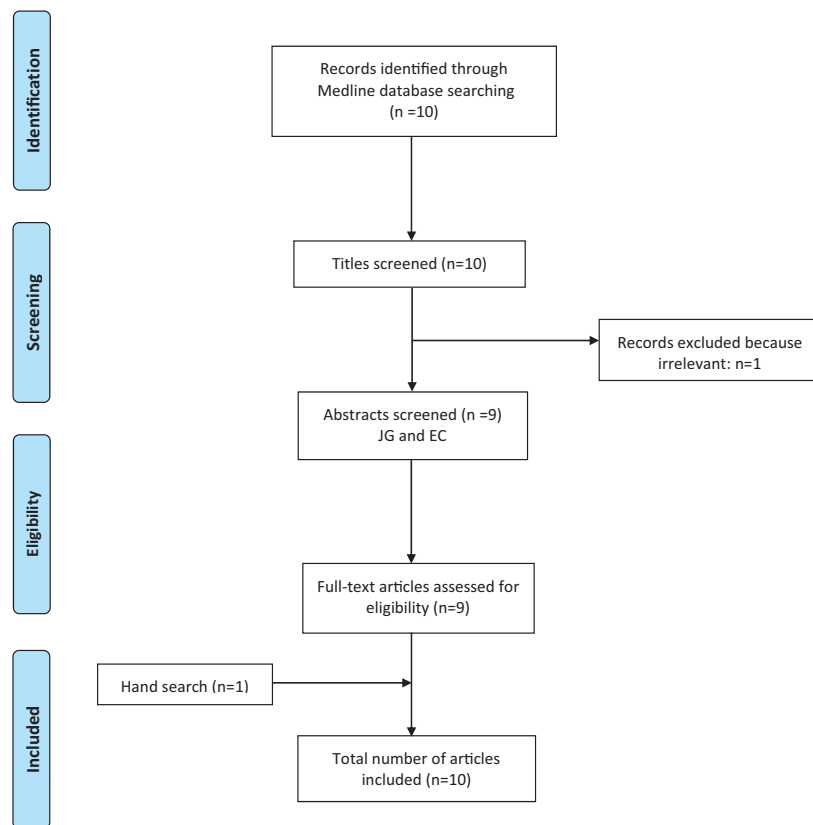 Identification
Records identified through
Medline database searching
(n =10)
Screening
Titles screened (n=10)
Records excluded because
irrelevant: n=1
Abstracts screened (n =9)
JG and EC
Eligibility
Full-text articles assessed for
eligibility (n=9)
Included
Hand search (n=1)
Total number of articles
included (n=10)